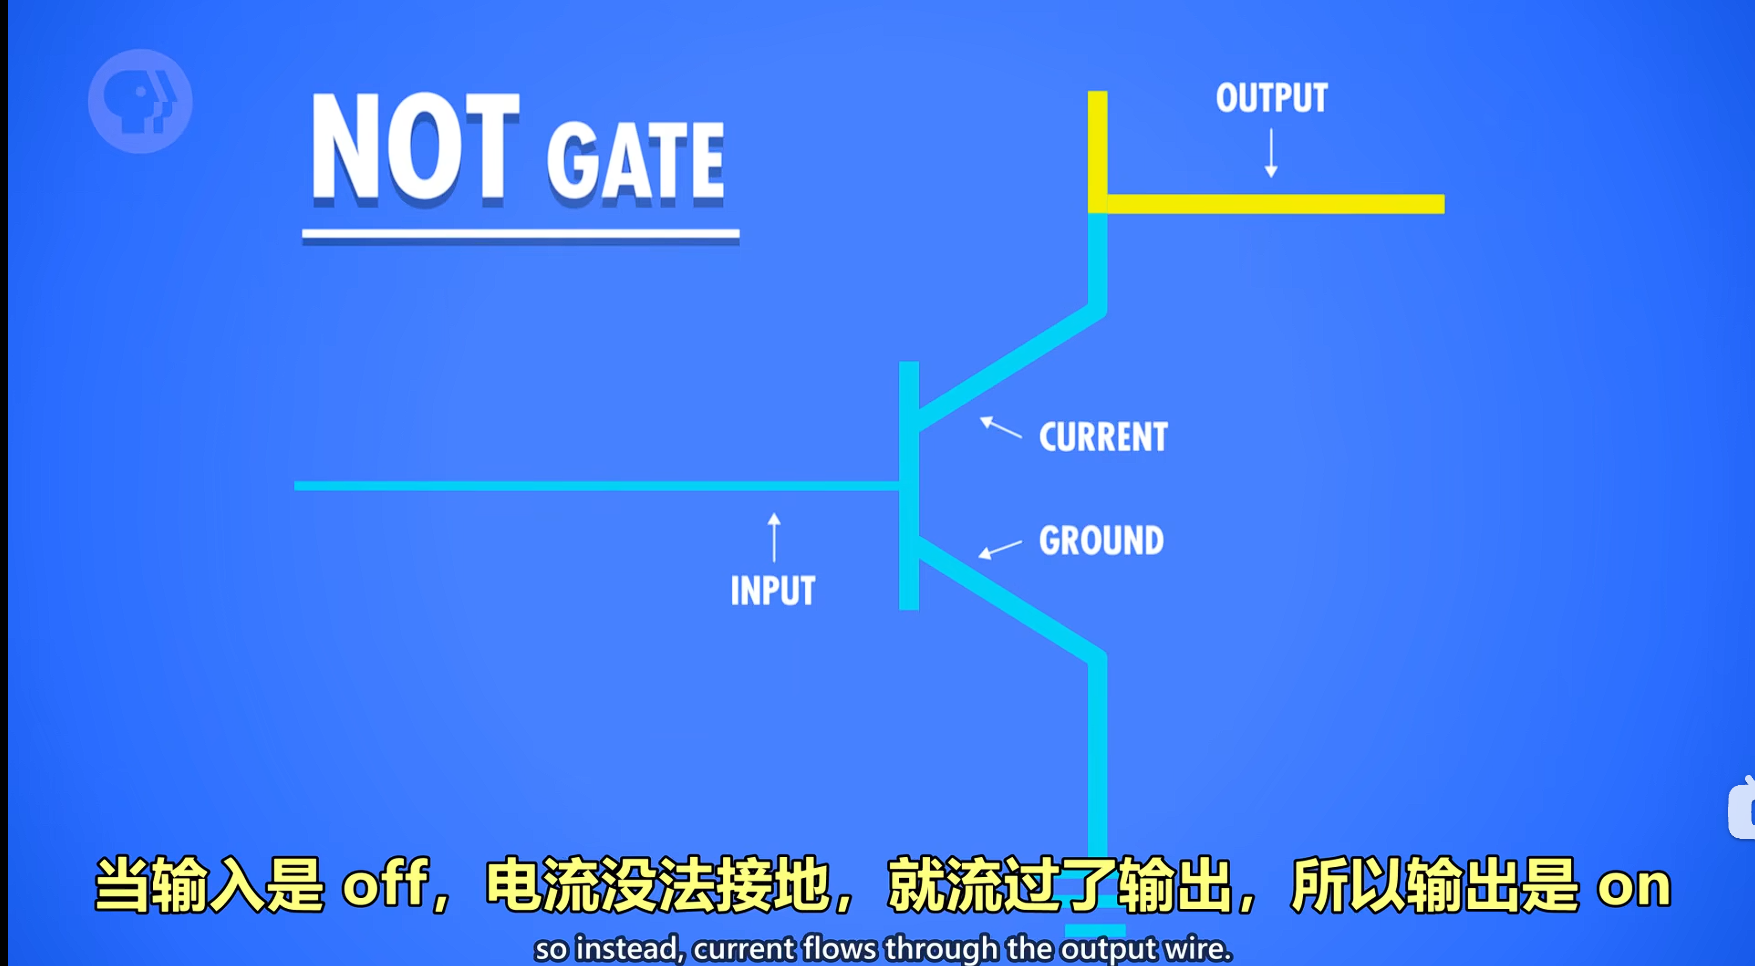 NOT GATE
OUTPUT
CURRENT
GROUND
INPUT
当输入是 off，电流没法接地，就流过了输出，所以输出是 on
so instead, current flows through the output wire.